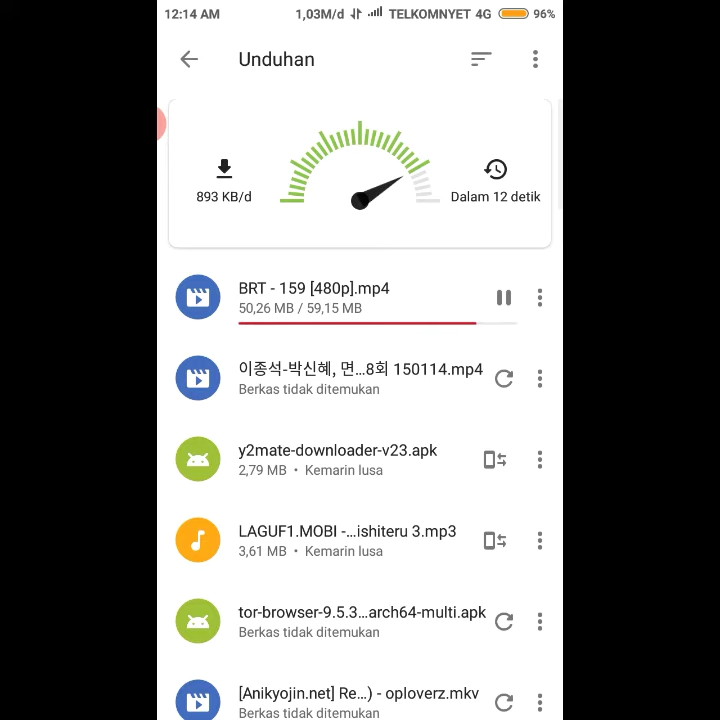 12:14 AM 1,03M/d TELKOMNYET 4G 96%
Unduhan
893 KB/d
Dalam 12 detik
BRT - 159 [480p].mp4
50,26 MB / 59,15 MB
이종석-박신혜, 면...8회 150114.mp4
Berkas tidak ditemukan
y2mate-downloader-v23.apk
2,79 MB • Kemarin lusa
LAGUF1.MOBI -...ishiteru 3.mp3
3,61 MB • Kemarin lusa
tor-browser-9.5.3...arch64-multi.apk
Berkas tidak ditemukan
[Anikyojin.net] Re...) - oploverz.mkv
Berkas tidak ditemukan